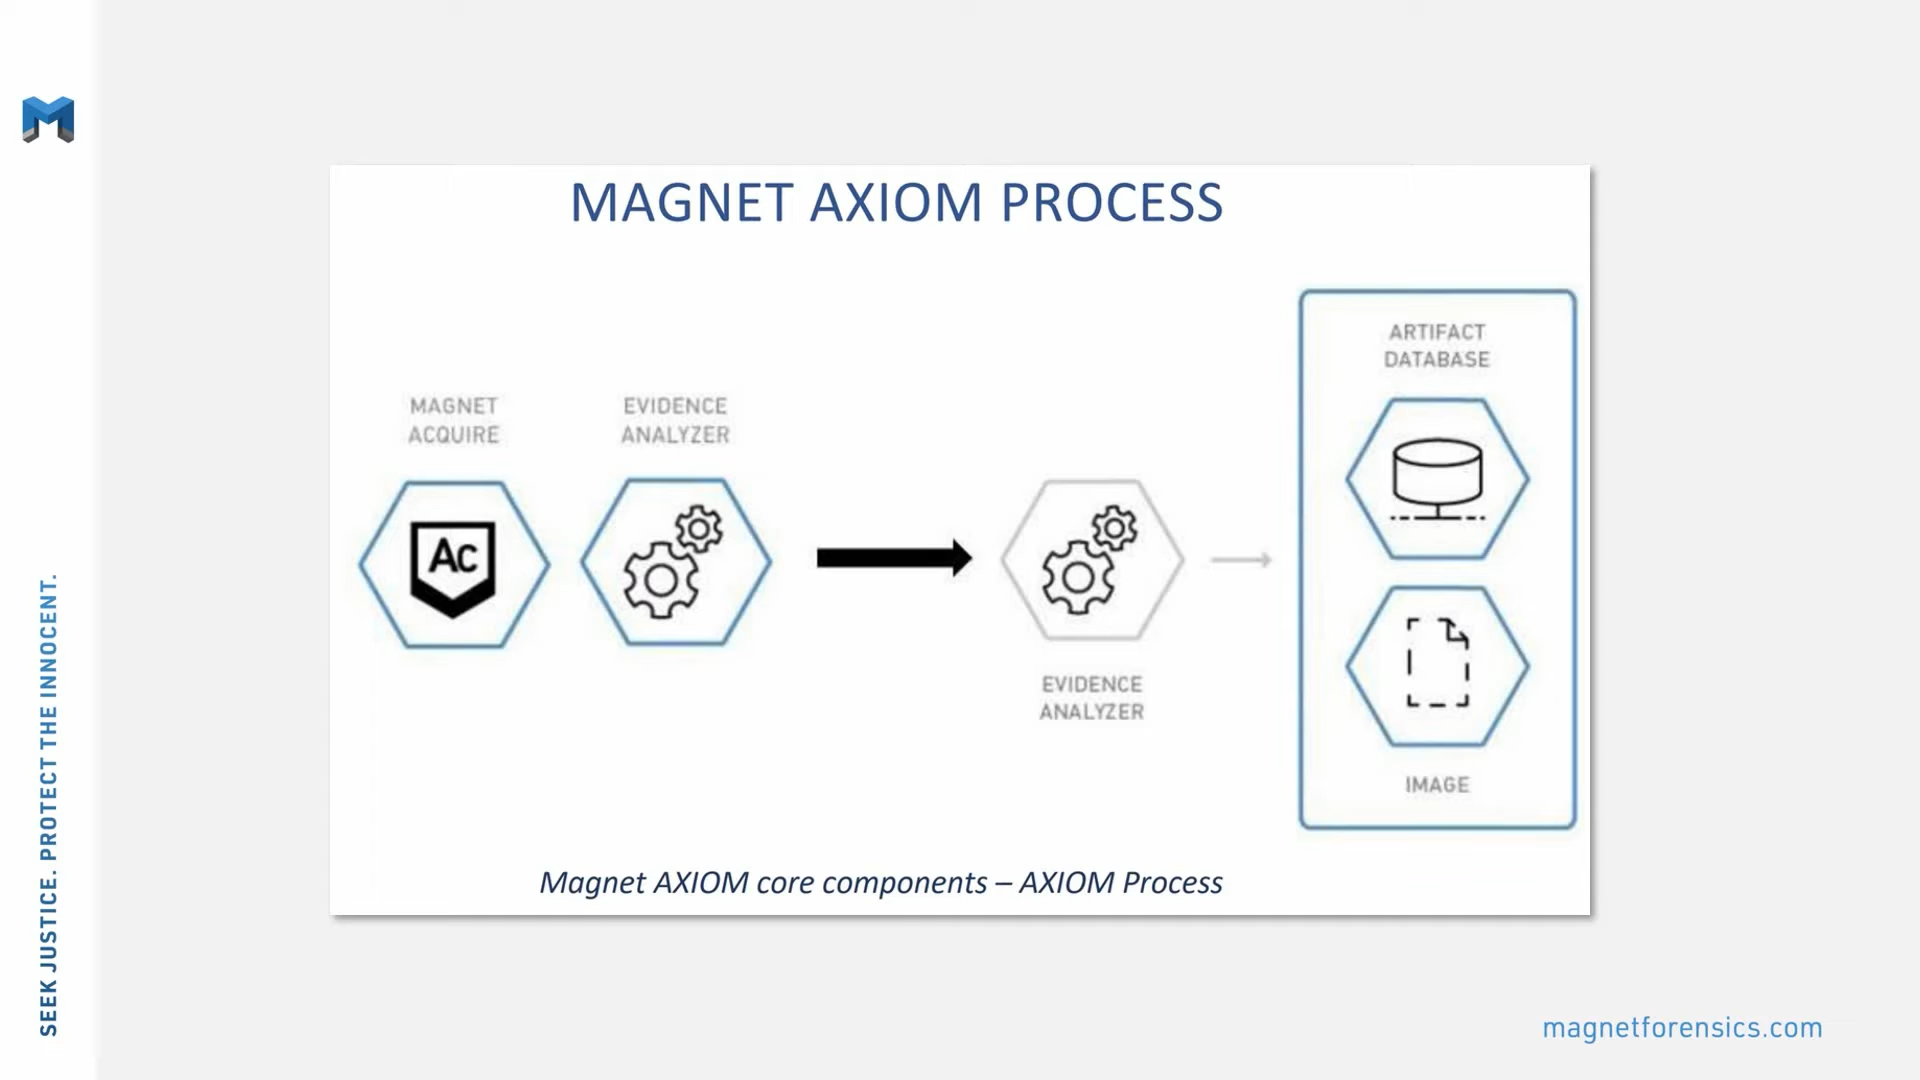 SEEK JUSTICE. PROTECT THE INNOCENT.
MAGNET AXIOM PROCESS
MAGNET
ACQUIRE
Ac
EVIDENCE
ANALYZER
EVIDENCE
ANALYZER
ARTIFACT
DATABASE
IMAGE
Magnet AXIOM core components – AXIOM Process
magnetforensics.com